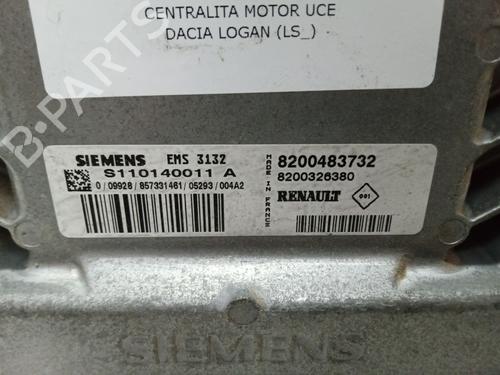 CENTRALITA MOTOR UCE
DACIA LOGAN (LS_)
B-PARTS
SIEMENS EMS 3132
S110140011 A
0 / 09928 / 857331461 / 05293 / 004A2
MADE IN FRANCE
8200483732
8200326380
RENAULT
001
SIEMENS